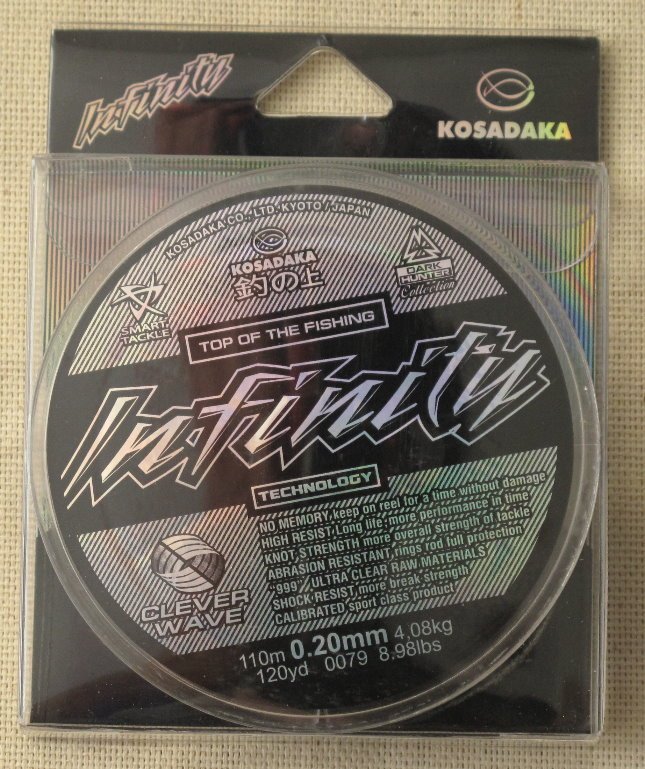 Infinity
KOSADAKA
KOSADAKA CO., LTD. KYOTO / JAPAN
KOSADAKA
釣の上
SMART
TACKLE
DARK
HUNTER
Collection
TOP OF THE FISHING
Infinity
TECHNOLOGY
NO MEMORY, keep on reel for a time without damage
HIGH RESIST, Long life, more performance in time
KNOT, STRENGTH more overall strength of tackle
ABRASION RESISTANT, rings rod full protection
"999" ULTRA CLEAR RAW MATERIALS
SHOCK RESIST, more break strength
CALIBRATED sport class product
CLEVER
WAVE
110m 0.20mm 4,08kg
120yd 0079 8.98lbs